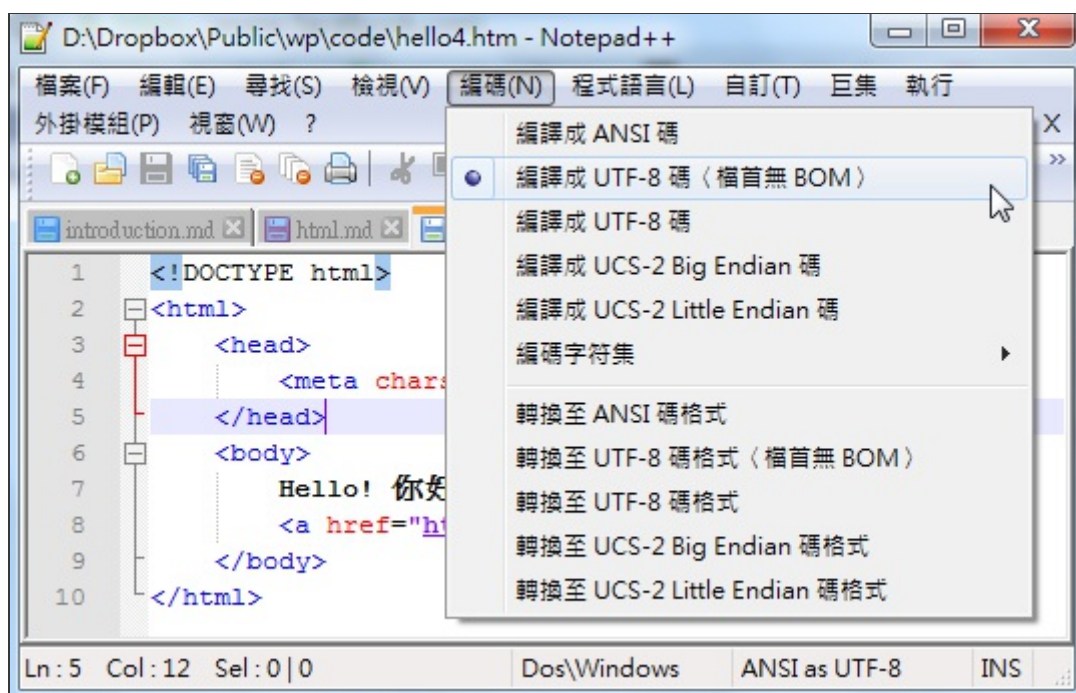 D:\Dropbox\Public\wp\code\hello4.htm - Notepad++
檔案(F) 編輯(E) 尋找(S) 檢視(V) 編碼(N) 程式語言(L) 自訂(T) 巨集 執行
外掛模組(P) 視窗(W) ? X
編譯成 ANSI 碼
編譯成 UTF-8 碼〈檔首無 BOM〉
編譯成 UTF-8 碼
編譯成 UCS-2 Big Endian 碼
編譯成 UCS-2 Little Endian 碼
編碼字符集
轉換至 ANSI 碼格式
轉換至 UTF-8 碼格式〈檔首無 BOM〉
轉換至 UTF-8 碼格式
轉換至 UCS-2 Big Endian 碼格式
轉換至 UCS-2 Little Endian 碼格式
introduction.md html.md
1 <!DOCTYPE html>
2 <html>
3 <head>
4 <meta chars
5 </head>
6 <body>
7 Hello! 你好
8 <a href="ht
9 </body>
10 </html>
Ln : 5 Col : 12 Sel : 0 | 0 Dos\Windows ANSI as UTF-8 INS